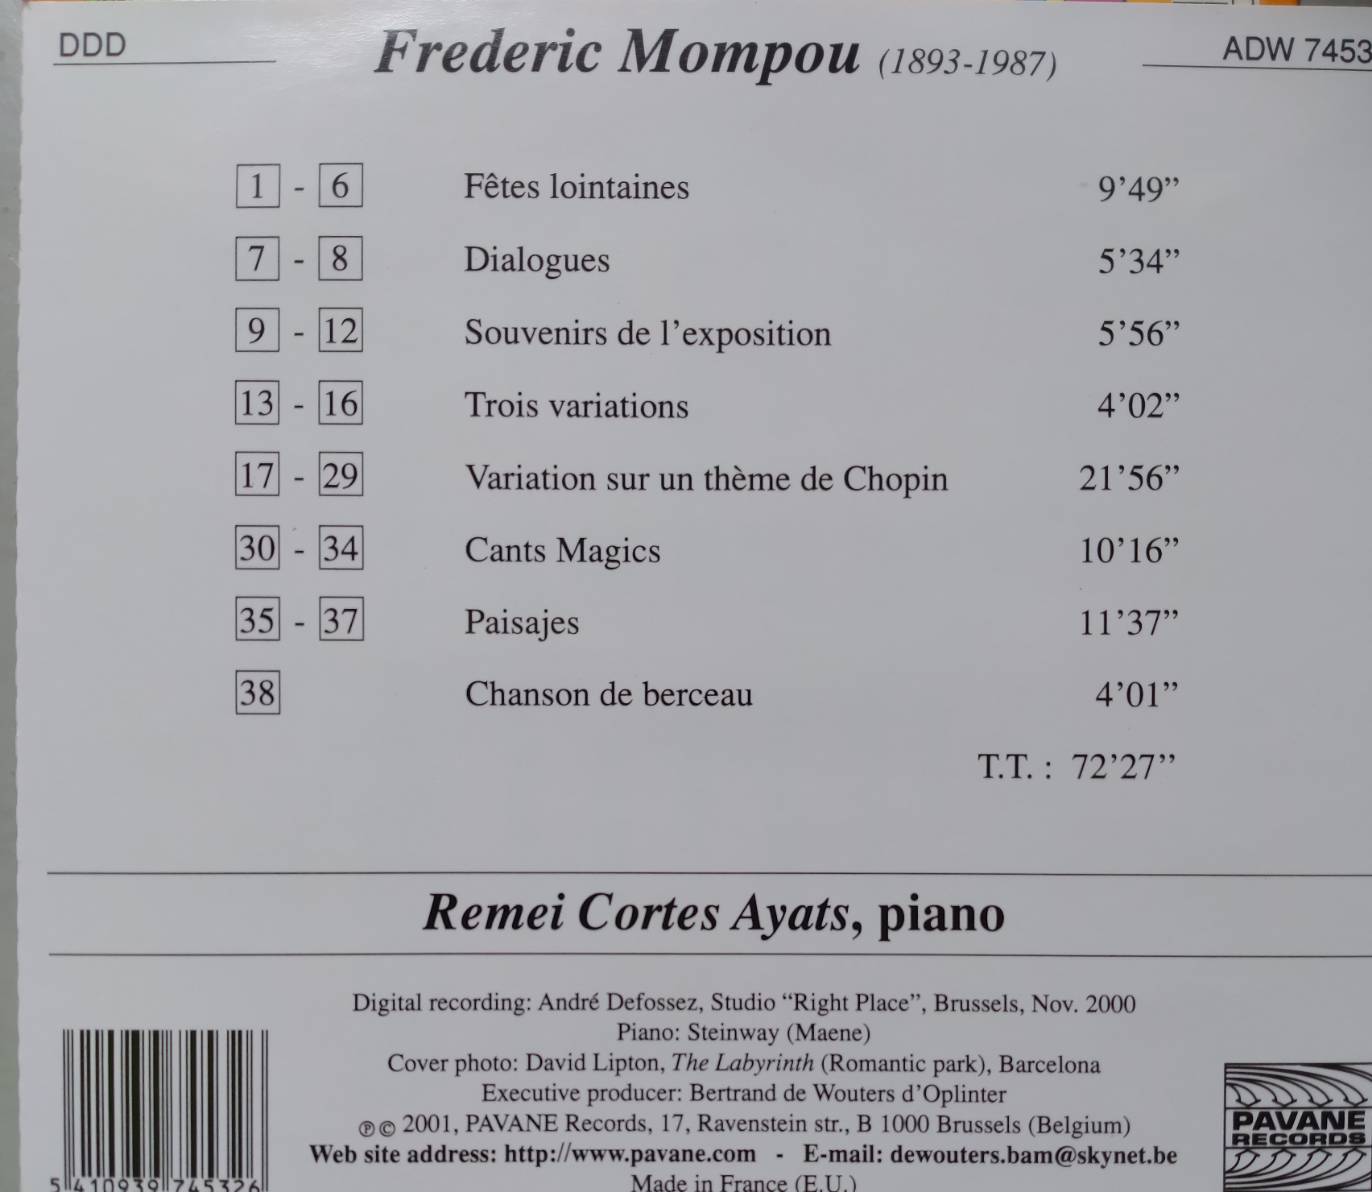 DDD Frederic Mompou (1893-1987) ADW 7453
1 - 6 Fêtes lointaines 9’49”
7 - 8 Dialogues 5’34”
9 - 12 Souvenirs de l’exposition 5’56”
13 - 16 Trois variations 4’02”
17 - 29 Variation sur un thème de Chopin 21’56”
30 - 34 Cants Magics 10’16”
35 - 37 Paisajes 11’37”
38 Chanson de berceau 4’01”
T.T. : 72’27”
Remei Cortes Ayats, piano
Digital recording: André Defossez, Studio “Right Place”, Brussels, Nov. 2000
Piano: Steinway (Maene)
Cover photo: David Lipton, The Labyrinth (Romantic park), Barcelona
Executive producer: Bertrand de Wouters d’Oplinter
℗ © 2001, PAVANE Records, 17, Ravenstein str., B 1000 Brussels (Belgium)
Web site address: http://www.pavane.com - E-mail: dewouters.bam@skynet.be
Made in France (E.U.)
5 410939 745326
PAVANE
RECORDS